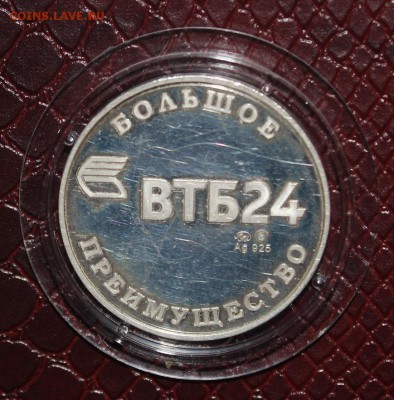 COINS.LAVE.RU
БОЛЬШОЕ
ВТБ24
Ag 925
ПРЕИМУЩЕСТВО